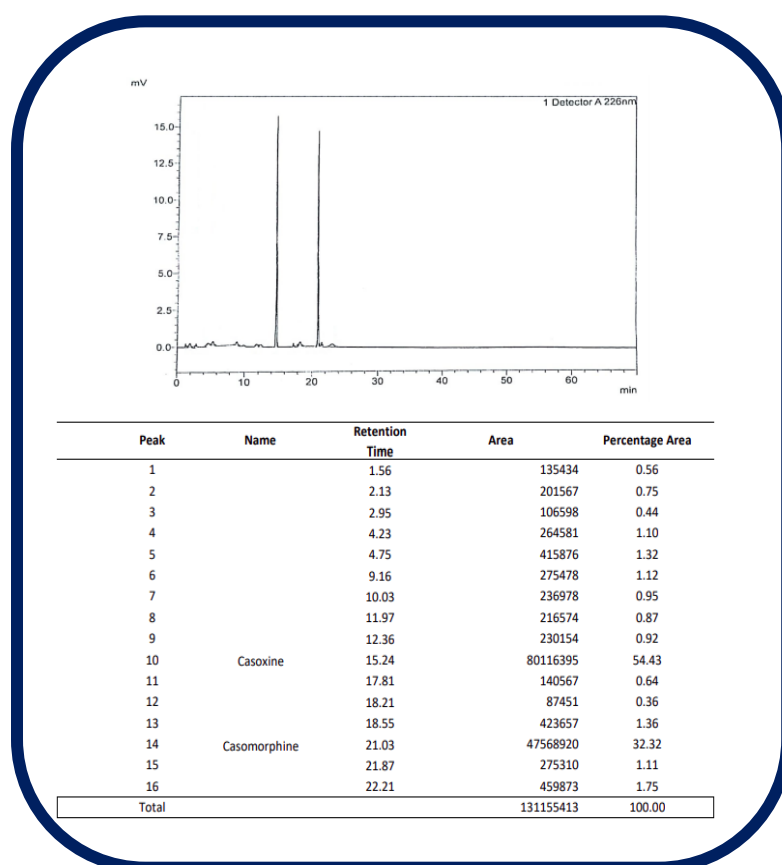 mV
1 Detector A 226nm
15.0
12.5
10.0
7.5
5.0
2.5
0.0
0 10 20 30 40 50 60
min
Peak Name Retention Time Area Percentage Area
1 1.56 135434 0.56
2 2.13 201567 0.75
3 2.95 106598 0.44
4 4.23 264581 1.10
5 4.75 415876 1.32
6 9.16 275478 1.12
7 10.03 236978 0.95
8 11.97 216574 0.87
9 12.36 230154 0.92
10 Casoxine 15.24 80116395 54.43
11 17.81 140567 0.64
12 18.21 87451 0.36
13 18.55 423657 1.36
14 Casomorphine 21.03 47568920 32.32
15 21.87 275310 1.11
16 22.21 459873 1.75
Total 131155413 100.00